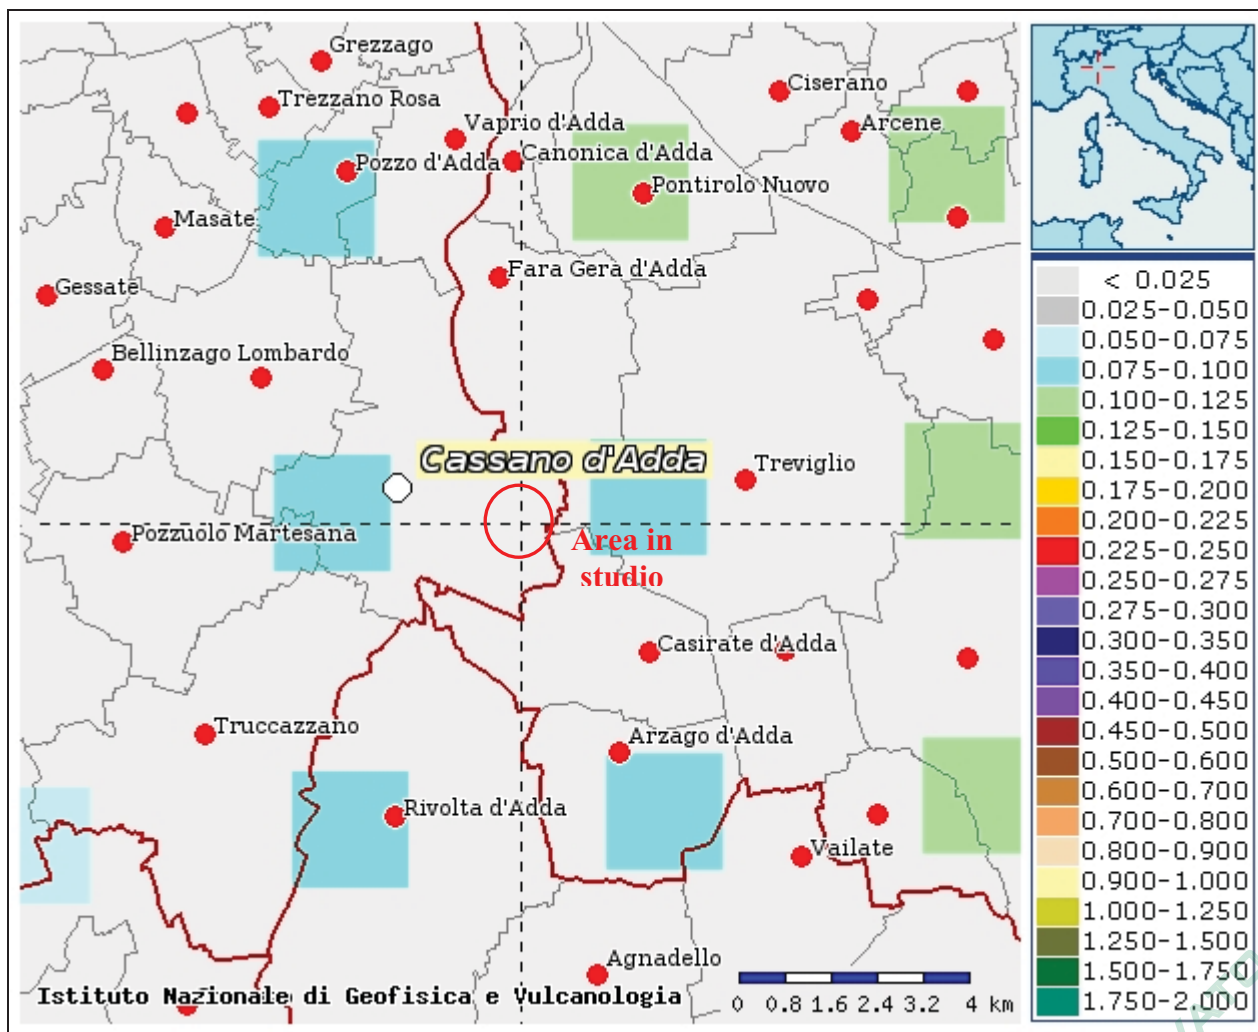 Grezzago
Ciserano
Trezzano Rosa
Vaprio d'Adda
Arcene
Pozzo d'Adda
Canonica d'Adda
Pontirolo Nuovo
Masate
Fara Gera d'Adda
Gessate
Bellinzago Lombardo
Cassano d'Adda
Treviglio
Pozzuolo Martesana
Area in
studio
Casirate d'Adda
Truccazzano
Arzago d'Adda
Rivolta d'Adda
Vailate
Agnadello
Istituto Nazionale di Geofisica e Vulcanologia
0 0.8 1.6 2.4 3.2 4 km
< 0.025
0.025-0.050
0.050-0.075
0.075-0.100
0.100-0.125
0.125-0.150
0.150-0.175
0.175-0.200
0.200-0.225
0.225-0.250
0.250-0.275
0.275-0.300
0.300-0.350
0.350-0.400
0.400-0.450
0.450-0.500
0.500-0.600
0.600-0.700
0.700-0.800
0.800-0.900
0.900-1.000
1.000-1.250
1.250-1.500
1.500-1.750
1.750-2.000